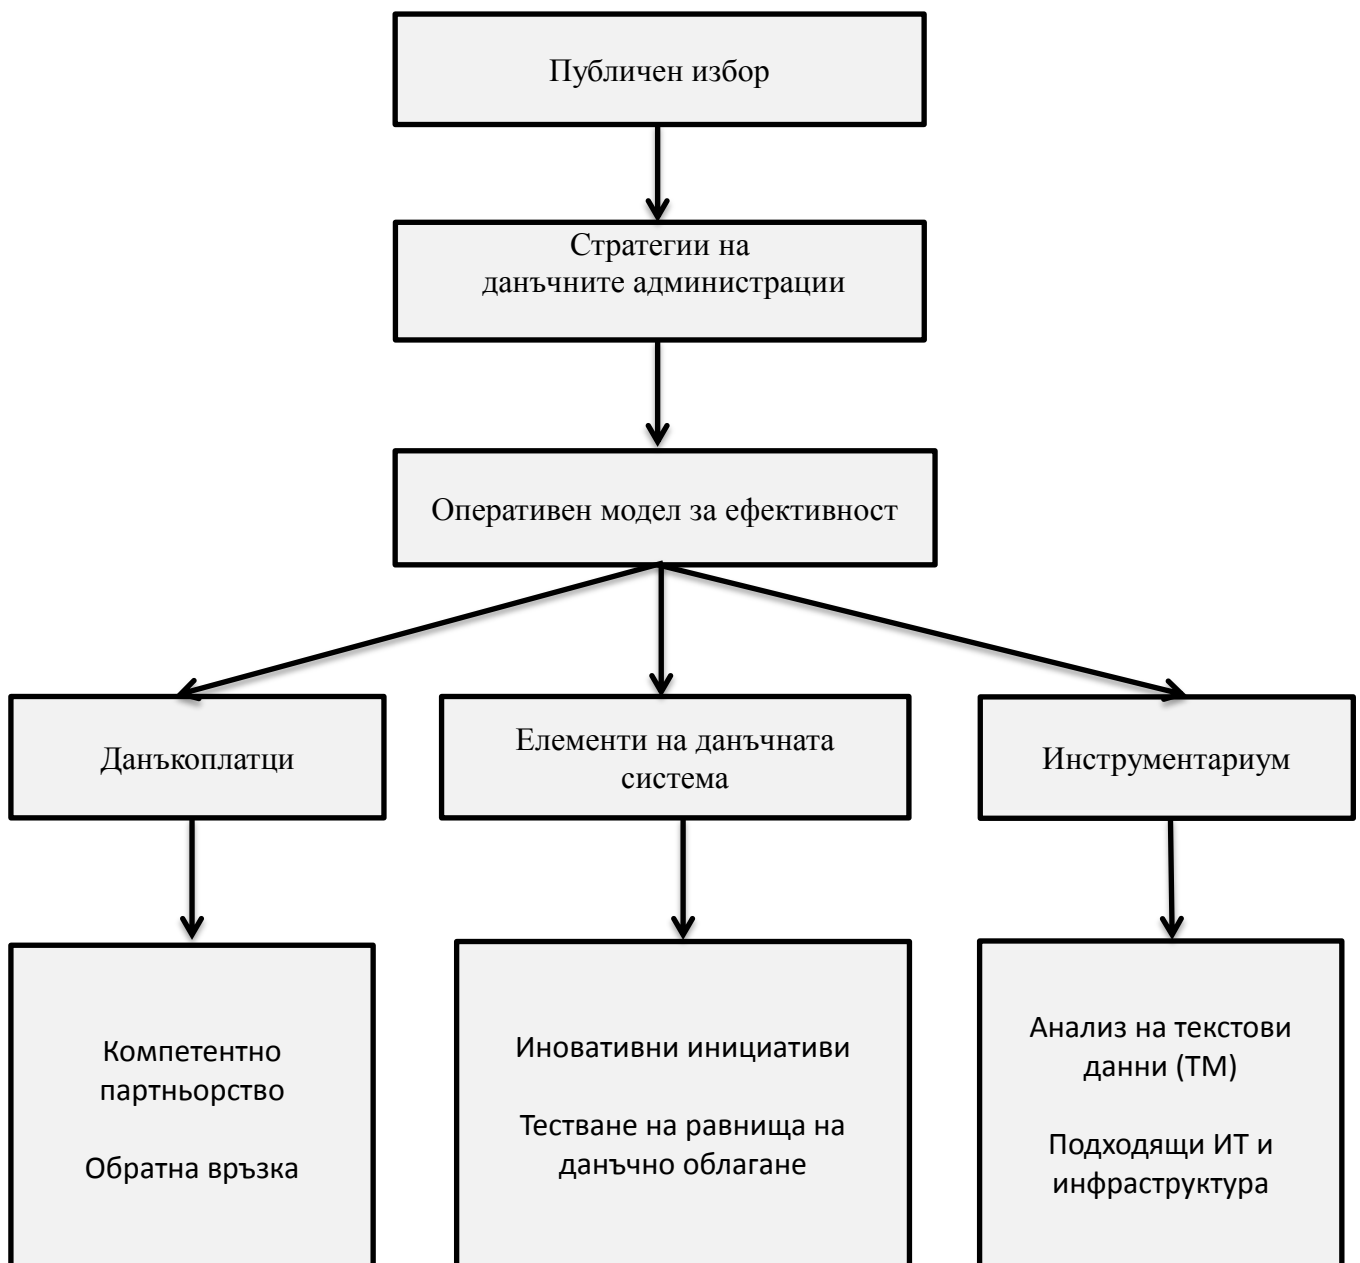 Публичен избор
Стратегии на
данъчните администрации
Оперативен модел за ефективност
Данъкоплатци
Елементи на данъчната
система
Инструментариум
Компетентно
партньорство
Обратна връзка
Иновативни инициативи
Тестване на равнища на
данъчно облагане
Анализ на текстови
данни (ТМ)
Подходящи ИТ и
инфраструктура